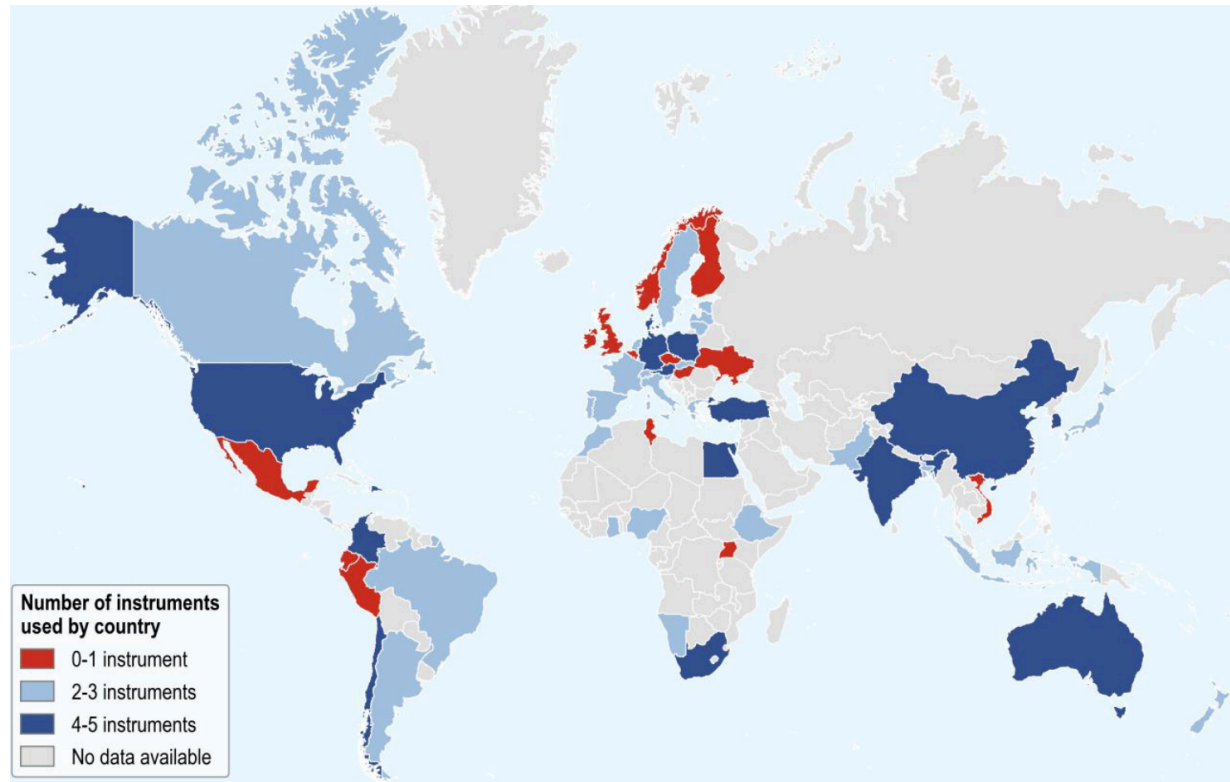 Number of instruments
used by country
0-1 instrument
2-3 instruments
4-5 instruments
No data available